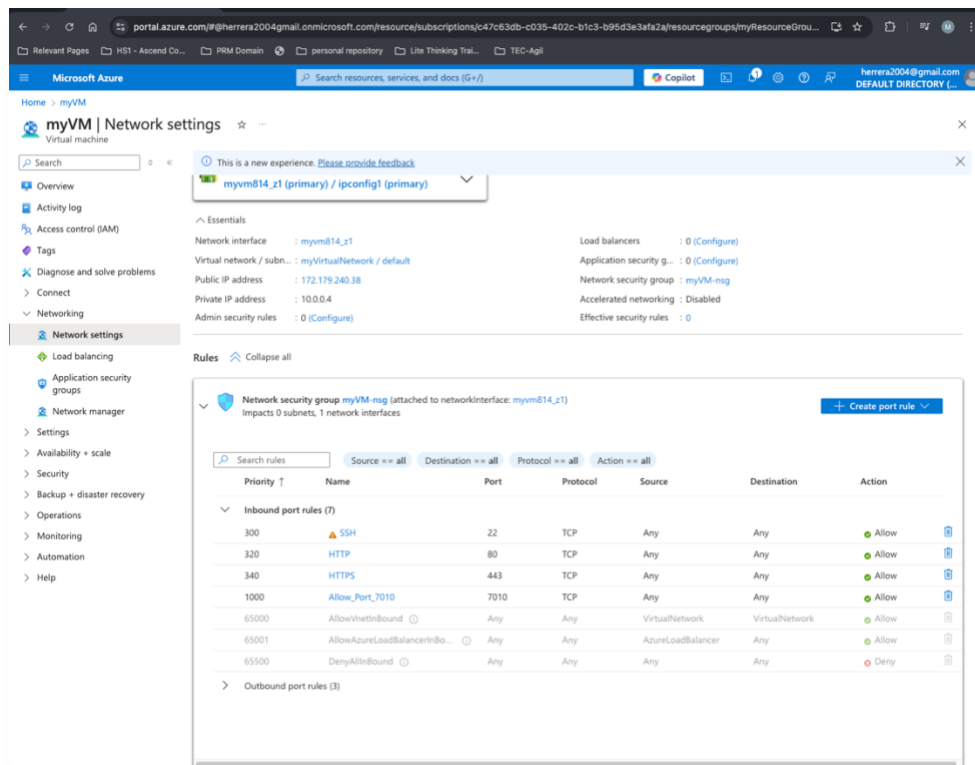 portal.azure.com/#@herrera2004gmail.onmicrosoft.com/resource/subscriptions/c47c63db-c035-402c-b1c3-b95d3e3afa2a/resourcegroups/myResourceGrou...
Relevant Pages HS1 - Ascend Co... PRM Domain personal repository Lite Thinking Trai... TEC-Agil
Microsoft Azure Search resources, services, and docs (G+/) Copilot herrera2004@gmail.com
DEFAULT DIRECTORY (...
Home > myVM
myVM | Network settings
Virtual machine
Search
Overview
Activity log
Access control (IAM)
Tags
Diagnose and solve problems
Connect
Networking
Network settings
Load balancing
Application security groups
Network manager
Settings
Availability + scale
Security
Backup + disaster recovery
Operations
Monitoring
Automation
Help
This is a new experience. Please provide feedback
myvm814_z1 (primary) / ipconfig1 (primary)
Essentials
Network interface : myvm814_z1
Virtual network / subn... : myVirtualNetwork / default
Public IP address : 172.179.240.38
Private IP address : 10.0.0.4
Admin security rules : 0 (Configure)
Load balancers : 0 (Configure)
Application security g... : 0 (Configure)
Network security group : myVM-nsg
Accelerated networking : Disabled
Effective security rules : 0
Rules Collapse all
Network security group myVM-nsg (attached to networkInterface: myvm814_z1)
Impacts 0 subnets, 1 network interfaces
+ Create port rule
Search rules Source == all Destination == all Protocol == all Action == all
Priority ↑ Name Port Protocol Source Destination Action
Inbound port rules (7)
300 SSH 22 TCP Any Any Allow
320 HTTP 80 TCP Any Any Allow
340 HTTPS 443 TCP Any Any Allow
1000 Allow_Port_7010 7010 TCP Any Any Allow
65000 AllowVnetInBound Any Any VirtualNetwork VirtualNetwork Allow
65001 AllowAzureLoadBalancerInBo... Any Any AzureLoadBalancer Any Allow
65500 DenyAllInBound Any Any Any Any Deny
Outbound port rules (3)